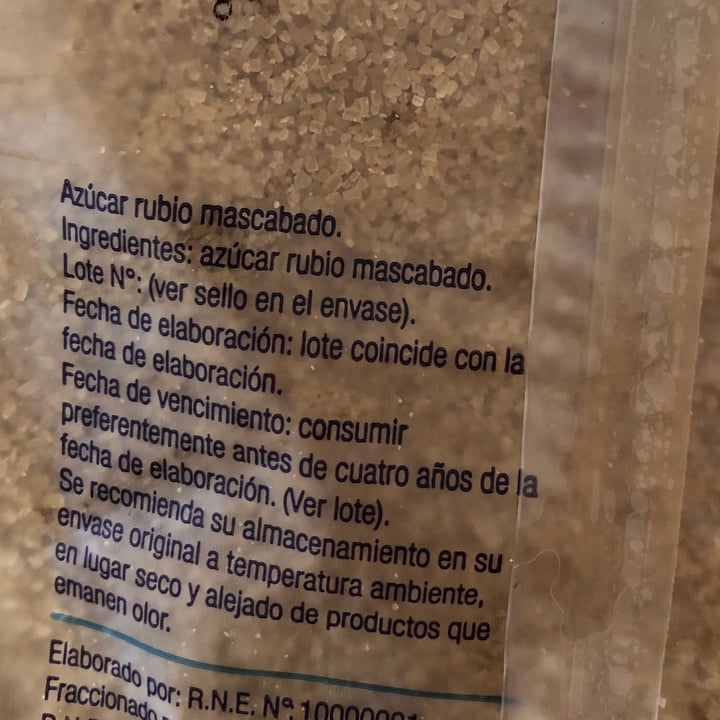 Azúcar rubio mascabado.
Ingredientes: azúcar rubio mascabado.
Lote Nº: (ver sello en el envase).
Fecha de elaboración: lote coincide con la
fecha de elaboración.
Fecha de vencimiento: consumir
preferentemente antes de cuatro años de la
fecha de elaboración. (Ver lote).
Se recomienda su almacenamiento en su
envase original a temperatura ambiente,
en lugar seco y alejado de productos que
emanen olor.
Elaborado por: R.N.E. Nº:
Fraccionado